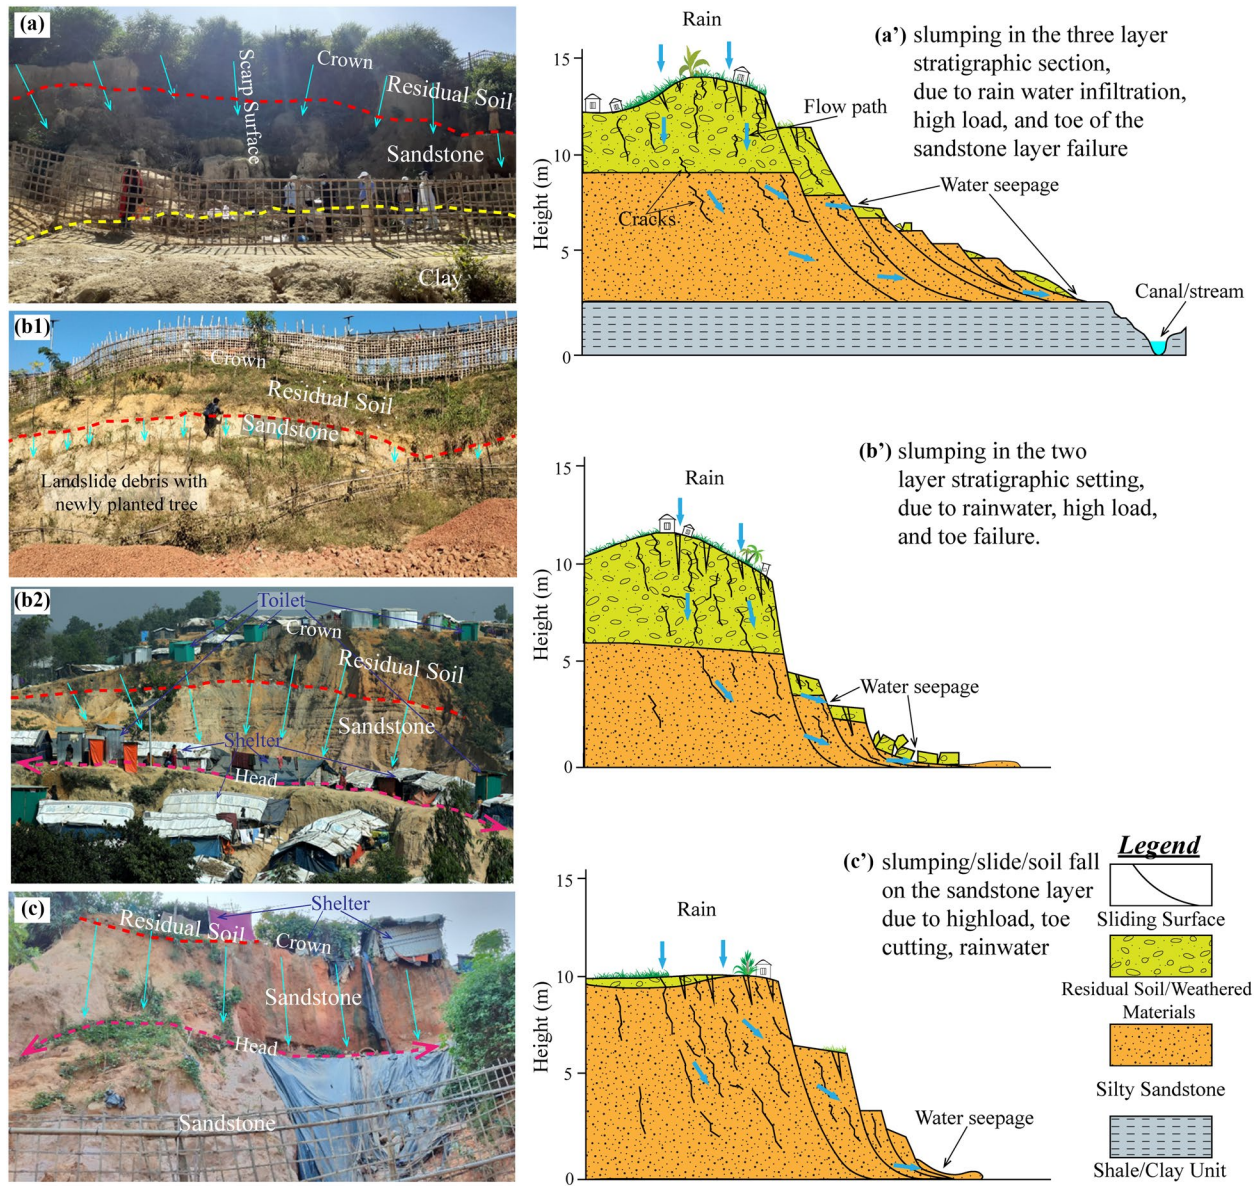 (a)
Crown
Scarp Surface
Residual Soil
Sandstone
Clay
(b1)
Crown
Residual Soil
Sandstone
Landslide debris with
newly planted tree
(b2)
Toilet
Crown
Residual Soil
Sandstone
Shelter
Head
(c)
Shelter
Residual Soil
Crown
Sandstone
Head
Sandstone
Rain
(a') slumping in the three layer
stratigraphic section,
due to rain water infiltration,
high load, and toe of the
sandstone layer failure
15
Flow path
10
Water seepage
Cracks
Height (m)
5
Canal/stream
0
(b') slumping in the two
layer stratigraphic setting,
due to rainwater, high load,
and toe failure.
15
Rain
10
Height (m)
5
Water seepage
0
(c') slumping/slide/soil fall
on the sandstone layer
due to highload, toe
cutting, rainwater
15
Rain
10
Height (m)
5
Water seepage
0
Legend
Sliding Surface
Residual Soil/Weathered
Materials
Silty Sandstone
Shale/Clay Unit